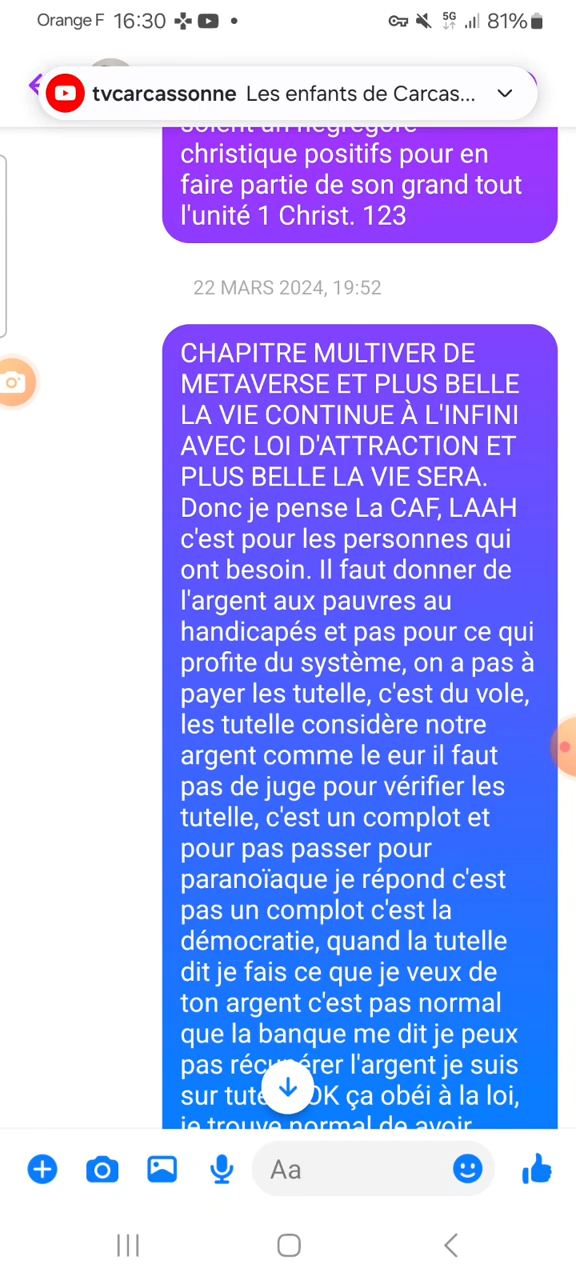 Orange F 16:30
5G 81%
tvcarcassonne Les enfants de Carcas...
christique positifs pour en
faire partie de son grand tout
l'unité 1 Christ. 123
22 MARS 2024, 19:52
CHAPITRE MULTIVER DE
METAVERSE ET PLUS BELLE
LA VIE CONTINUE À L'INFINI
AVEC LOI D'ATTRACTION ET
PLUS BELLE LA VIE SERA.
Donc je pense La CAF, LAAH
c'est pour les personnes qui
ont besoin. Il faut donner de
l'argent aux pauvres au
handicapés et pas pour ce qui
profite du système, on a pas à
payer les tutelle, c'est du vole,
les tutelle considère notre
argent comme le eur il faut
pas de juge pour vérifier les
tutelle, c'est un complot et
pour pas passer pour
paranoïaque je répond c'est
pas un complot c'est la
démocratie, quand la tutelle
dit je fais ce que je veux de
ton argent c'est pas normal
que la banque me dit je peux
pas récupérer l'argent je suis
sur OK ça obéi à la loi,
je trouve normal de avoir
Aa